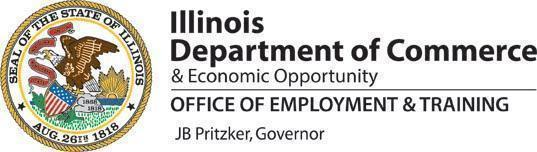 SEAL OF THE STATE OF ILLINOIS
AUG. 26TH 1818
1868
1818
Illinois
Department of Commerce
& Economic Opportunity
OFFICE OF EMPLOYMENT & TRAINING
JB Pritzker, Governor